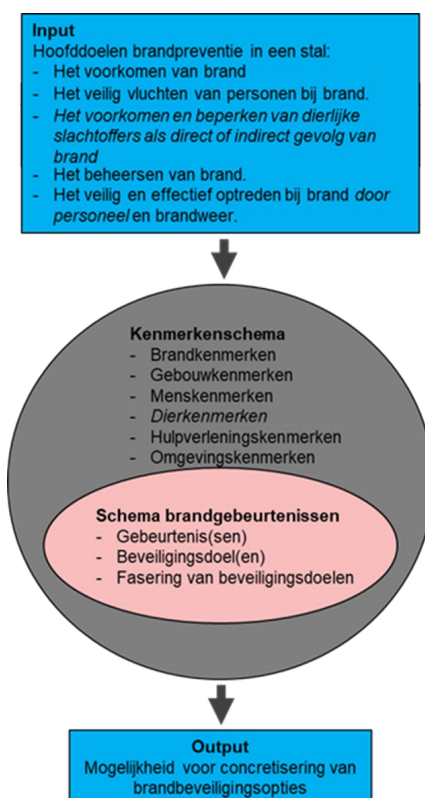 Input
Hoofddoelen brandpreventie in een stal:
- Het voorkomen van brand
- Het veilig vluchten van personen bij brand.
- Het voorkomen en beperken van dierlijke
slachtoffers als direct of indirect gevolg van
brand
- Het beheersen van brand.
- Het veilig en effectief optreden bij brand door
personeel en brandweer.
Kenmerkenschema
- Brandkenmerken
- Gebouwkenmerken
- Menskenmerken
- Dierkenmerken
- Hulpverleningskenmerken
- Omgevingskenmerken
Schema brandgebeurtenissen
- Gebeurtenis(sen)
- Beveiligingsdoel(en)
- Fasering van beveiligingsdoelen
Output
Mogelijkheid voor concretisering van
brandbeveiligingsopties